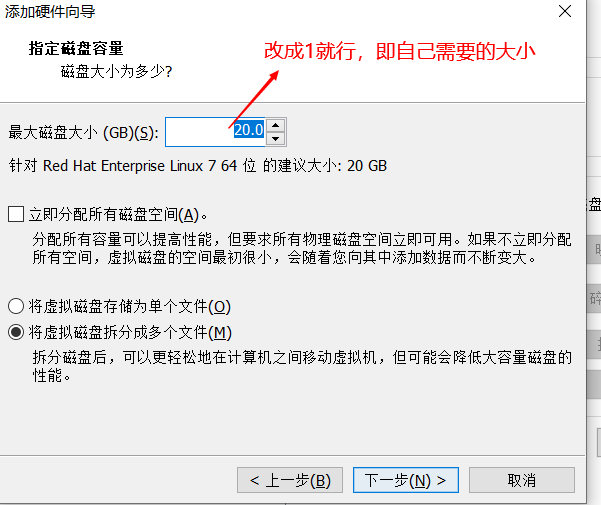 添加硬件向导
指定磁盘容量
磁盘大小为多少?
改成1就行，即自己需要的大小
最大磁盘大小 (GB)(S): 20.0
针对 Red Hat Enterprise Linux 7 64 位 的建议大小: 20 GB
立即分配所有磁盘空间(A)。
分配所有容量可以提高性能，但要求所有物理磁盘空间立即可用。如果不立即分配
所有空间，虚拟磁盘的空间最初很小，会随着您向其中添加数据而不断变大。
将虚拟磁盘存储为单个文件(O)
将虚拟磁盘拆分成多个文件(M)
拆分磁盘后，可以更轻松地在计算机之间移动虚拟机，但可能会降低大容量磁盘的
性能。
< 上一步(B) 下一步(N) > 取消